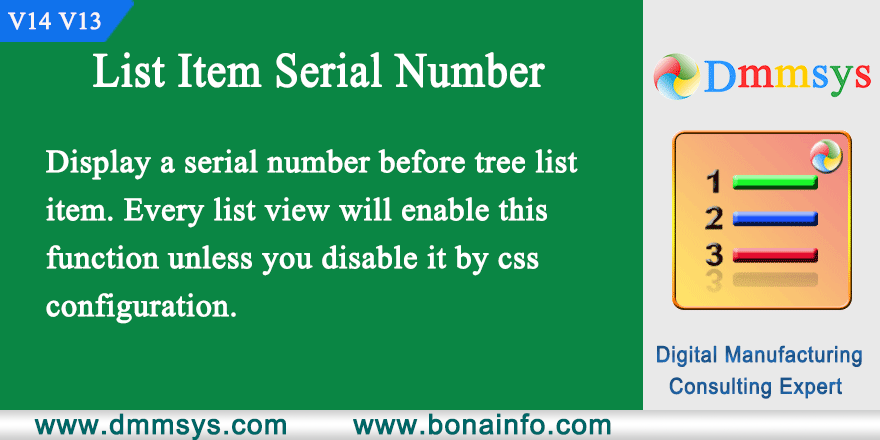 V14 V13
List Item Serial Number
Display a serial number before tree list
item. Every list view will enable this
function unless you disable it by css
configuration.
Dmmsys
1
2
3
3
Digital Manufacturing
Consulting Expert
www.dmmsys.com www.bonainfo.com